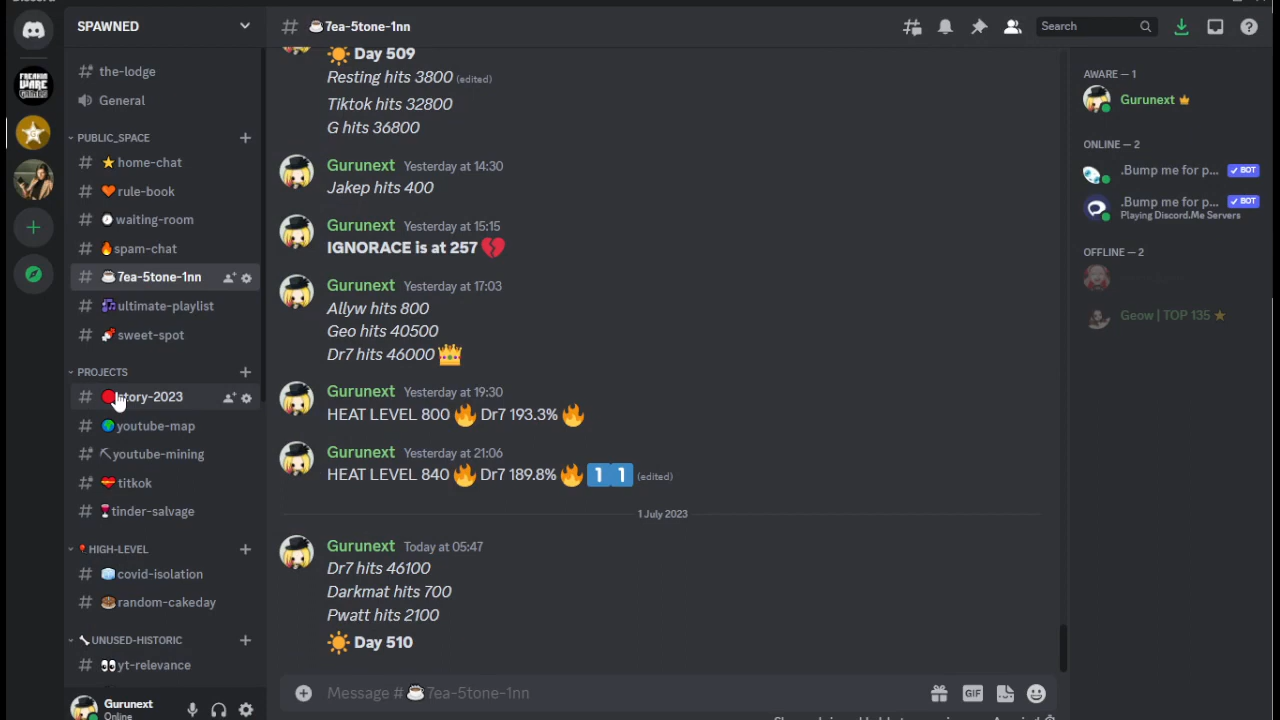 SPAWNED
the-lodge
General
PUBLIC_SPACE
home-chat
rule-book
waiting-room
spam-chat
7ea-5tone-1nn
ultimate-playlist
sweet-spot
PROJECTS
tory-2023
youtube-map
youtube-mining
titkok
tinder-salvage
HIGH-LEVEL
covid-isolation
random-cakeday
UNUSED-HISTORIC
yt-relevance
Gurunext
Online
FREAKIN
WARE
GAMING
# 7ea-5tone-1nn
Search
Day 509
Resting hits 3800 (edited)
Tiktok hits 32800
G hits 36800
Gurunext Yesterday at 14:30
Jakep hits 400
Gurunext Yesterday at 15:15
IGNORACE is at 257 💔
Gurunext Yesterday at 17:03
Allyw hits 800
Geo hits 40500
Dr7 hits 46000 👑
Gurunext Yesterday at 19:30
HEAT LEVEL 800 🔥 Dr7 193.3% 🔥
Gurunext Yesterday at 21:06
HEAT LEVEL 840 🔥 Dr7 189.8% 🔥 1 1 (edited)
1 July 2023
Gurunext Today at 05:47
Dr7 hits 46100
Darkmat hits 700
Pwatt hits 2100
Day 510
Message # 7ea-5tone-1nn
GIF
AWARE — 1
Gurunext
ONLINE — 2
.Bump me for p... ✓ BOT
.Bump me for p... ✓ BOT
Playing Discord.Me Servers
OFFLINE — 2
Geow | TOP 135